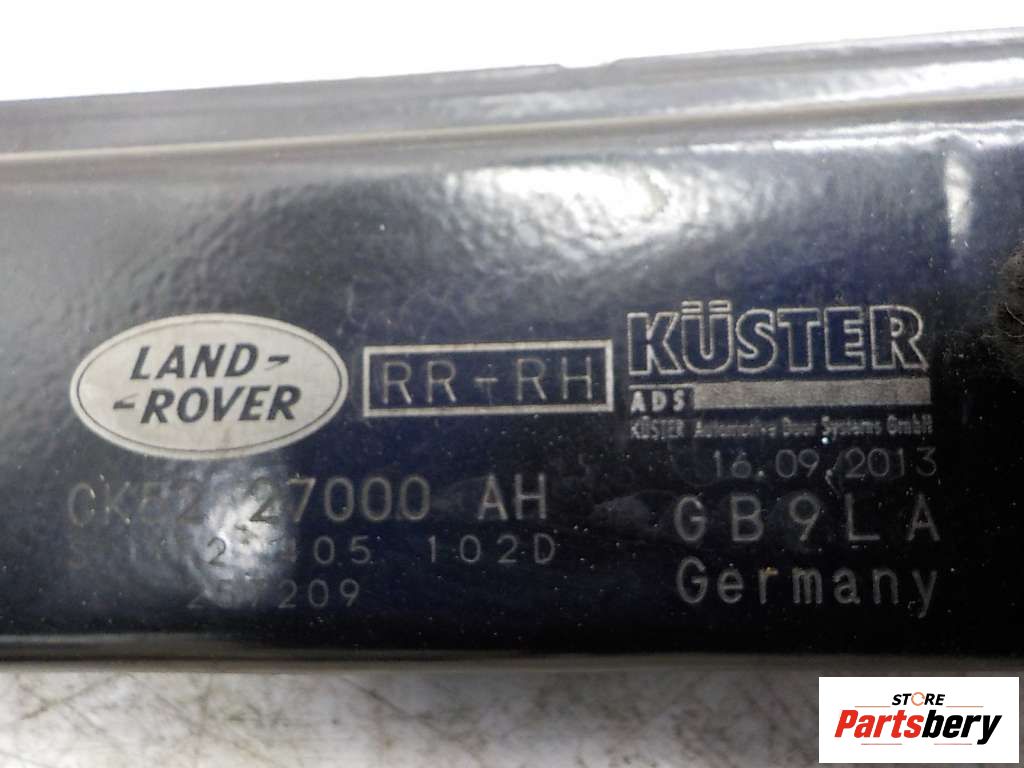 LAND-
-ROVER
RR-RH
KÜSTER
ADS
KÜSTER Automotive Door Systems GmbH
16.09.2013
27000 AH
GB9LA
102D
Germany
STORE
Partsbery